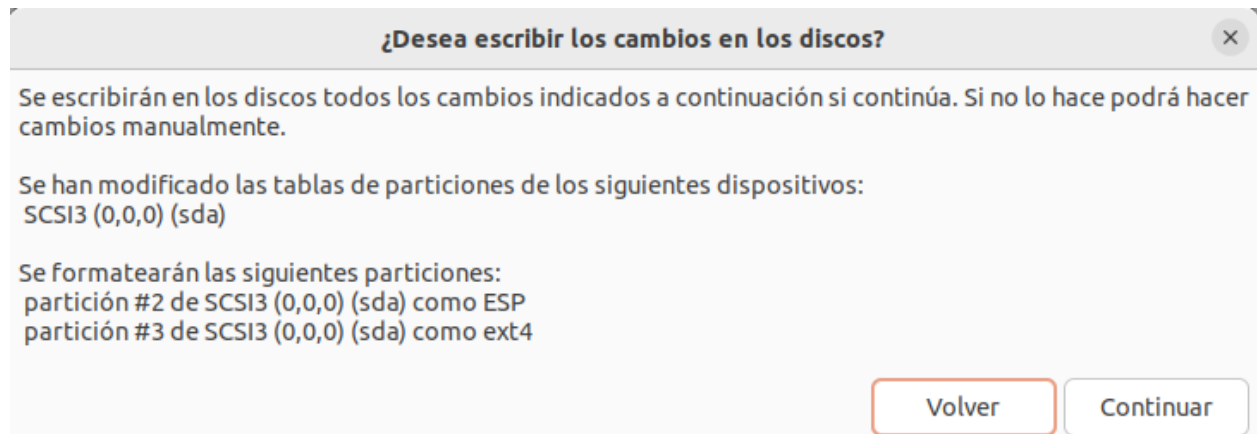 ¿Desea escribir los cambios en los discos?
Se escribirán en los discos todos los cambios indicados a continuación si continúa. Si no lo hace podrá hacer
cambios manualmente.
Se han modificado las tablas de particiones de los siguientes dispositivos:
SCSI3 (0,0,0) (sda)
Se formatearán las siguientes particiones:
partición #2 de SCSI3 (0,0,0) (sda) como ESP
partición #3 de SCSI3 (0,0,0) (sda) como ext4
Volver Continuar